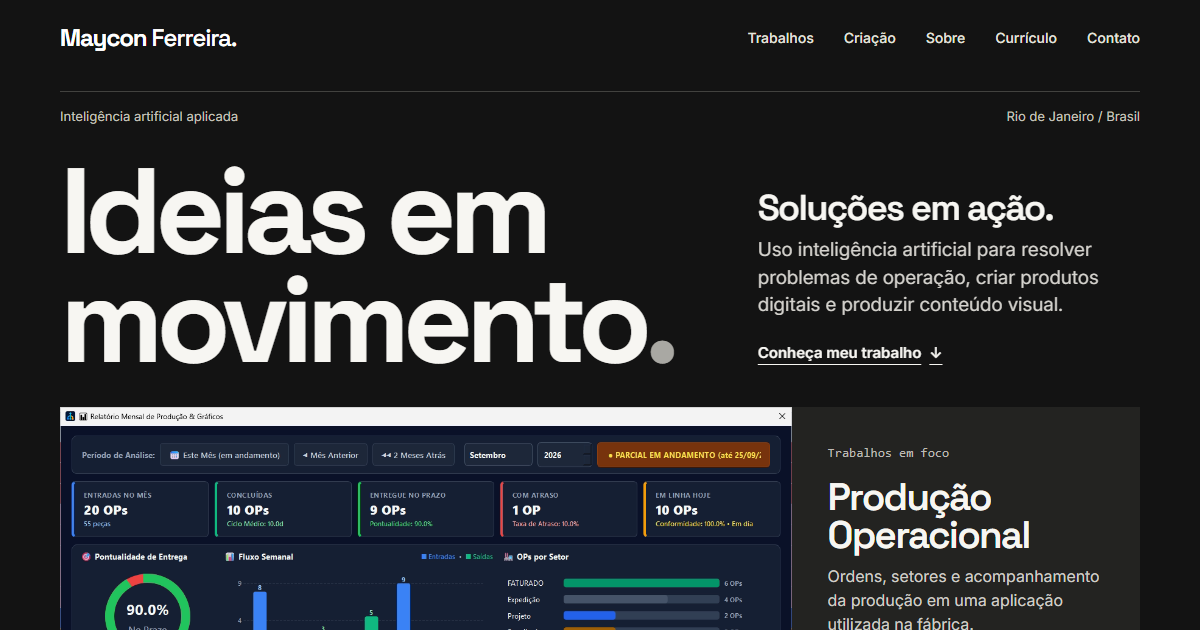 Maycon Ferreira.
Trabalhos
Criação
Sobre
Currículo
Contato
Inteligência artificial aplicada
Rio de Janeiro / Brasil
Ideias em
movimento.
Soluções em ação.
Uso inteligência artificial para resolver
problemas de operação, criar produtos
digitais e produzir conteúdo visual.
Conheça meu trabalho ↓
Relatório Mensal de Produção & Gráficos
Período de Análise:
Este Mês (em andamento)
Mês Anterior
2 Meses Atrás
Setembro
2026
PARCIAL EM ANDAMENTO (até 25/09/2
ENTRADAS NO MÊS
20 OPs
55 peças
CONCLUÍDAS
10 OPs
Ciclo Médio: 10.0d
ENTREGUE NO PRAZO
9 OPs
Pontualidade: 90.0%
COM ATRASO
1 OP
Taxa de Atraso: 10.0%
EM LINHA HOJE
10 OPs
Conformidade: 100.0% • Em dia
Pontualidade de Entrega
90.0%
No Prazo
Fluxo Semanal
Entradas • Saídas
9
8
9
5
4
3
OPs por Setor
FATURADO 6 OPs
Expedição 4 OPs
Projeto 2 OPs
Trabalhos em foco
Produção
Operacional
Ordens, setores e acompanhamento
da produção em uma aplicação
utilizada na fábrica.